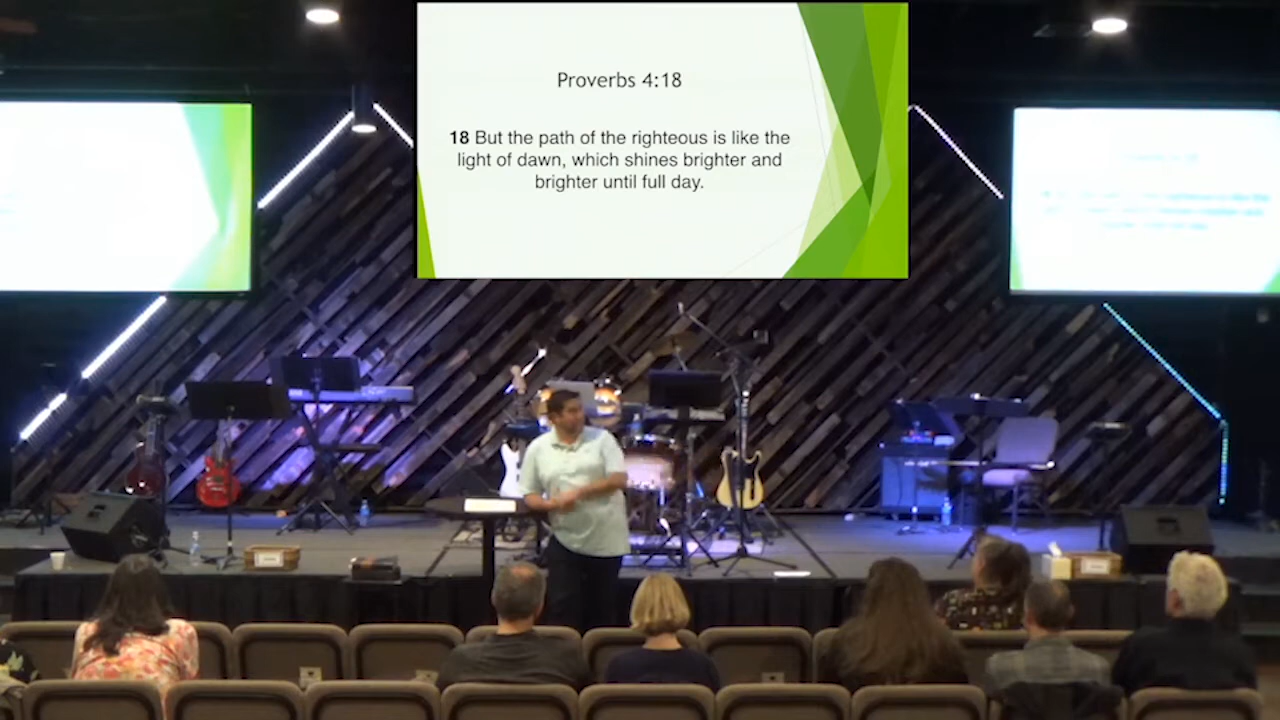 Proverbs 4:18
18 But the path of the righteous is like the
light of dawn, which shines brighter and
brighter until full day.